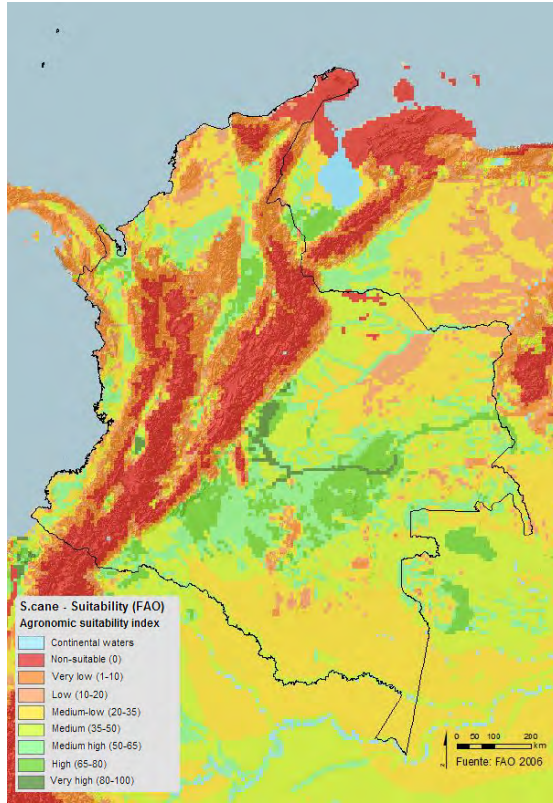 S.cane - Suitability (FAO)
Agronomic suitability index
Continental waters
Non-suitable (0)
Very low (1-10)
Low (10-20)
Medium-low (20-35)
Medium (35-50)
Medium high (50-65)
High (65-80)
Very high (80-100)
0 50 100 200
km
Fuente: FAO 2006